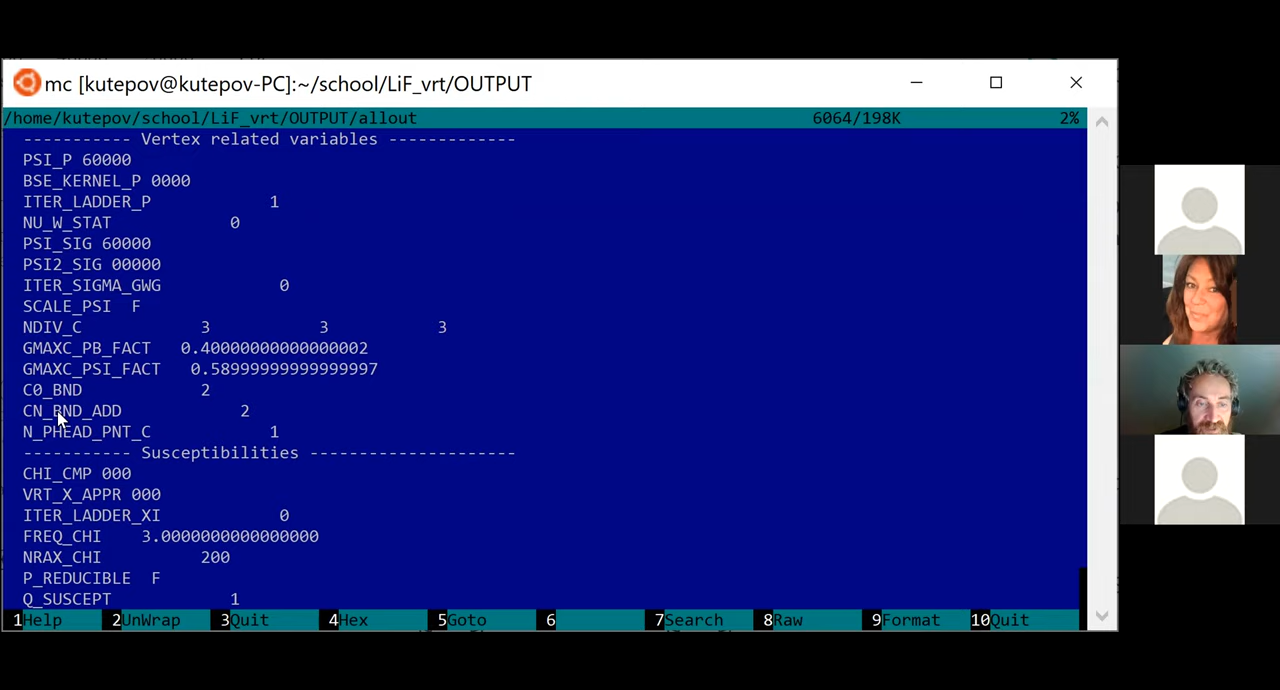 mc [kutepov@kutepov-PC]:~/school/LiF_vrt/OUTPUT
/home/kutepov/school/LiF_vrt/OUTPUT/allout 6064/198K 2%
----------- Vertex related variables -------------
PSI_P 60000
BSE_KERNEL_P 0000
ITER_LADDER_P 1
NU_W_STAT 0
PSI_SIG 60000
PSI2_SIG 00000
ITER_SIGMA_GWG 0
SCALE_PSI F
NDIV_C 3 3 3
GMAXC_PB_FACT 0.40000000000000002
GMAXC_PSI_FACT 0.58999999999999997
C0_BND 2
CN_BND_ADD 2
N_PHEAD_PNT_C 1
----------- Susceptibilities ---------------------
CHI_CMP 000
VRT_X_APPR 000
ITER_LADDER_XI 0
FREQ_CHI 3.0000000000000000
NRAX_CHI 200
P_REDUCIBLE F
Q_SUSCEPT 1
1Help 2UnWrap 3Quit 4Hex 5Goto 6 7Search 8Raw 9Format 10Quit